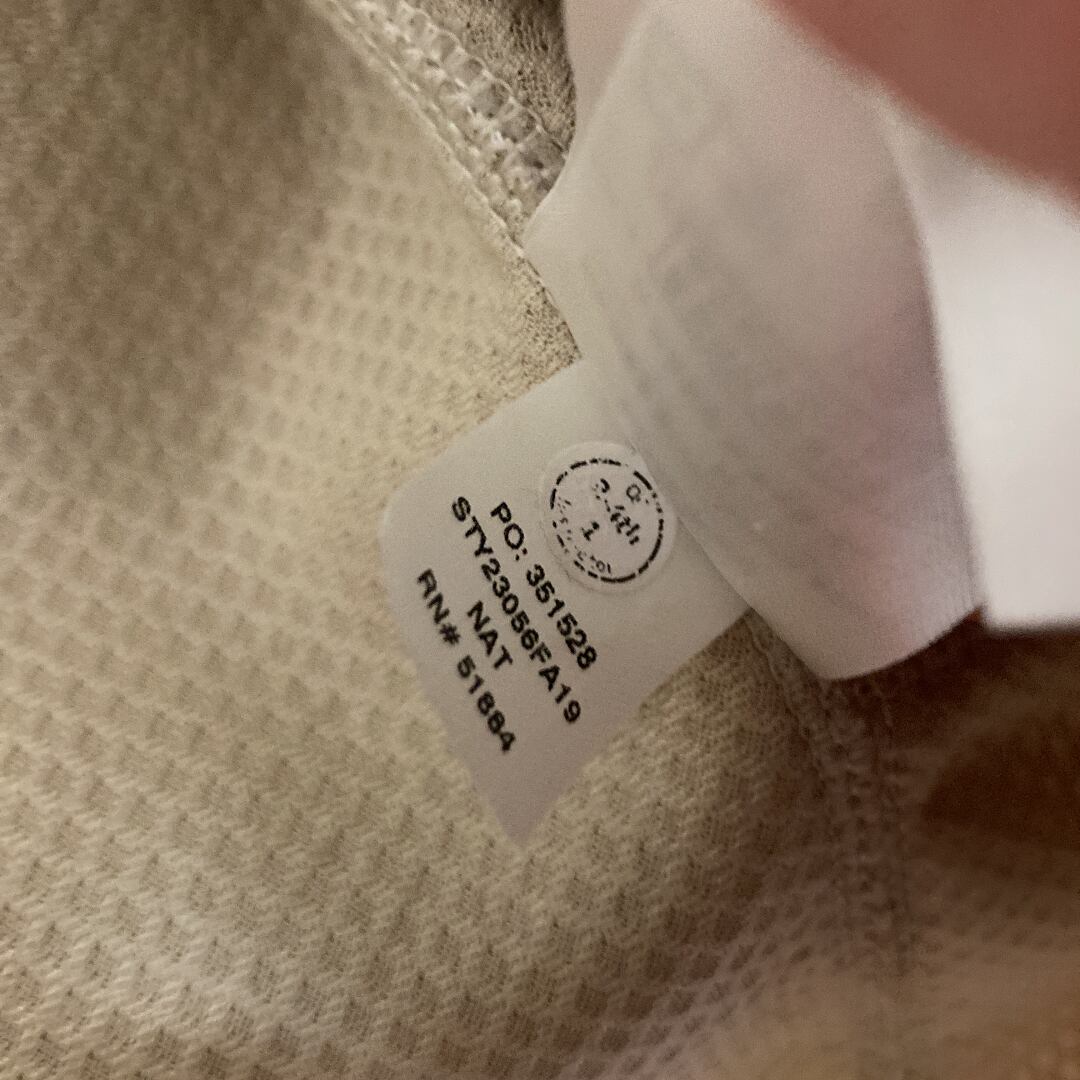 PO: 351528
STY23056FA19
NAT
RN# 51884